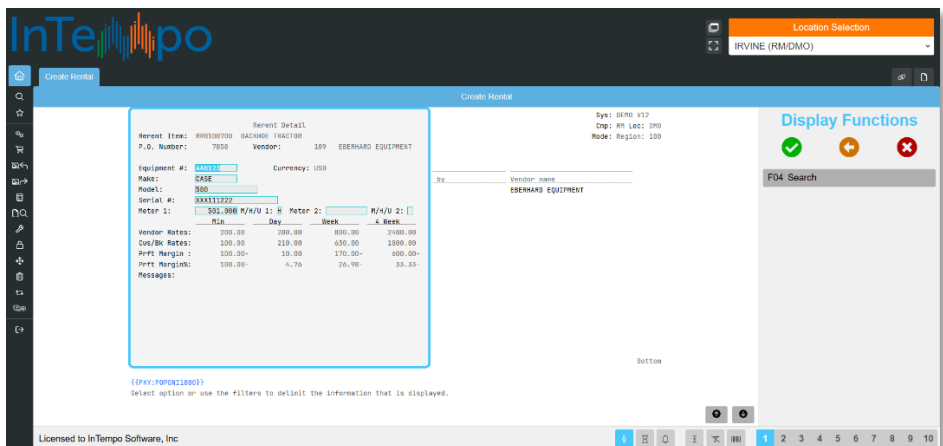 InTempo
Location Selection
IRVINE (RM/DMO)
Create Rental
Create Rental
Sys: DEMO V12
Cmp: RM Loc: DMO
Mode: Region: 100
Display Functions
F04 Search
Rerent Detail
Rerent Item: RR0100700 BACKHOE TRACTOR
P.O. Number: 7858 Vendor: 109 EBERHARD EQUIPMENT
Equipment #: Currency: USD
Make: CASE
Model: 580
Serial #: XXX111222
Meter 1: 501.000 M/H/U 1: H Meter 2: M/H/U 2:
Min Day Week 4 Week
Vendor Rates: 200.00 200.00 800.00 2400.00
Cus/Bk Rates: 100.00 210.00 630.00 1800.00
Prft Margin : 100.00- 10.00 170.00- 600.00-
Prft Margin%: 100.00- 4.76 26.98- 33.33-
Messages:
by Vendor name
EBERHARD EQUIPMENT
Bottom
{{FKY:POPONI1000}}
Select option or use the filters to delimit the information that is displayed.
Licensed to InTempo Software, Inc
1 2 3 4 5 6 7 8 9 10